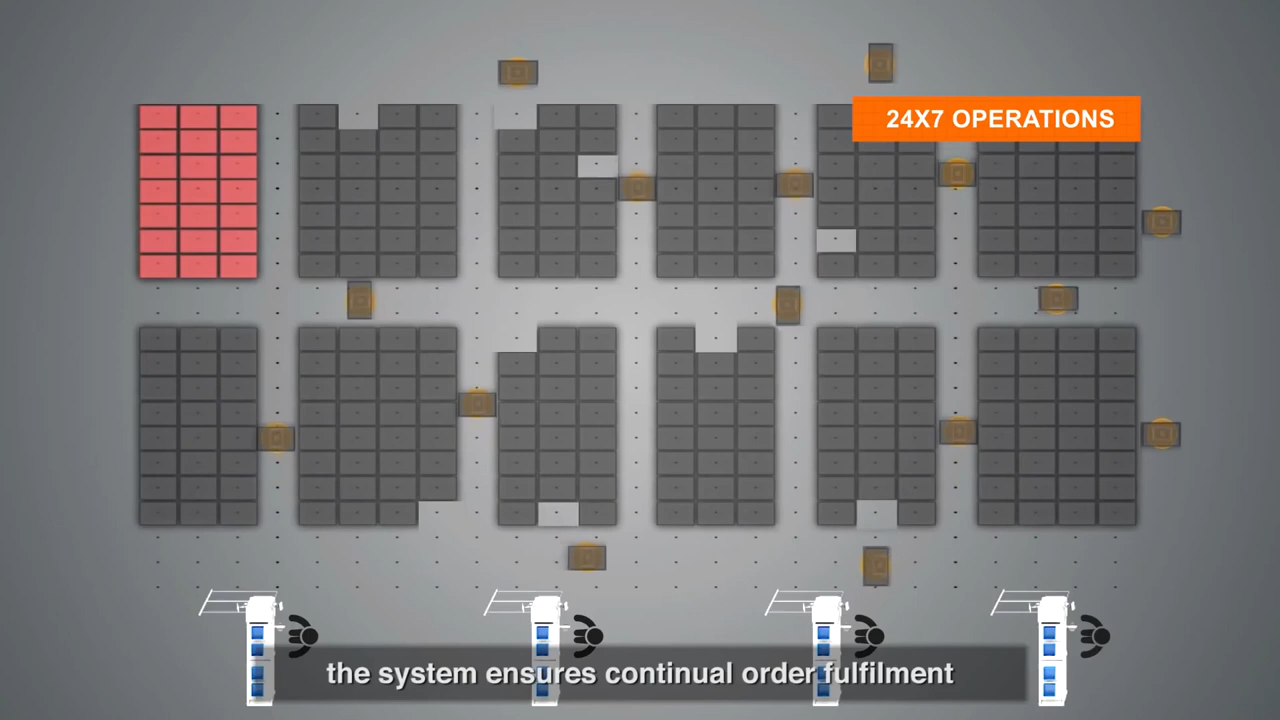 24X7 OPERATIONS
the system ensures continual order fulfilment